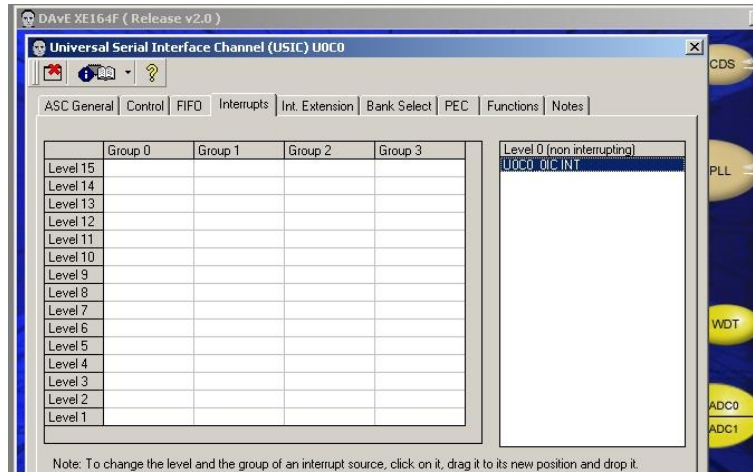 DAvE XE164F ( Release v2.0 )
Universal Serial Interface Channel (USIC) U0C0
ASC General Control FIFO Interrupts Int. Extension Bank Select PEC Functions Notes
Group 0 Group 1 Group 2 Group 3
Level 15
Level 14
Level 13
Level 12
Level 11
Level 10
Level 9
Level 8
Level 7
Level 6
Level 5
Level 4
Level 3
Level 2
Level 1
Level 0 (non interrupting)
U0C0 0IC INT
Note: To change the level and the group of an interrupt source, click on it, drag it to its new position and drop it.
CDS
PLL
WDT
ADC0
ADC1